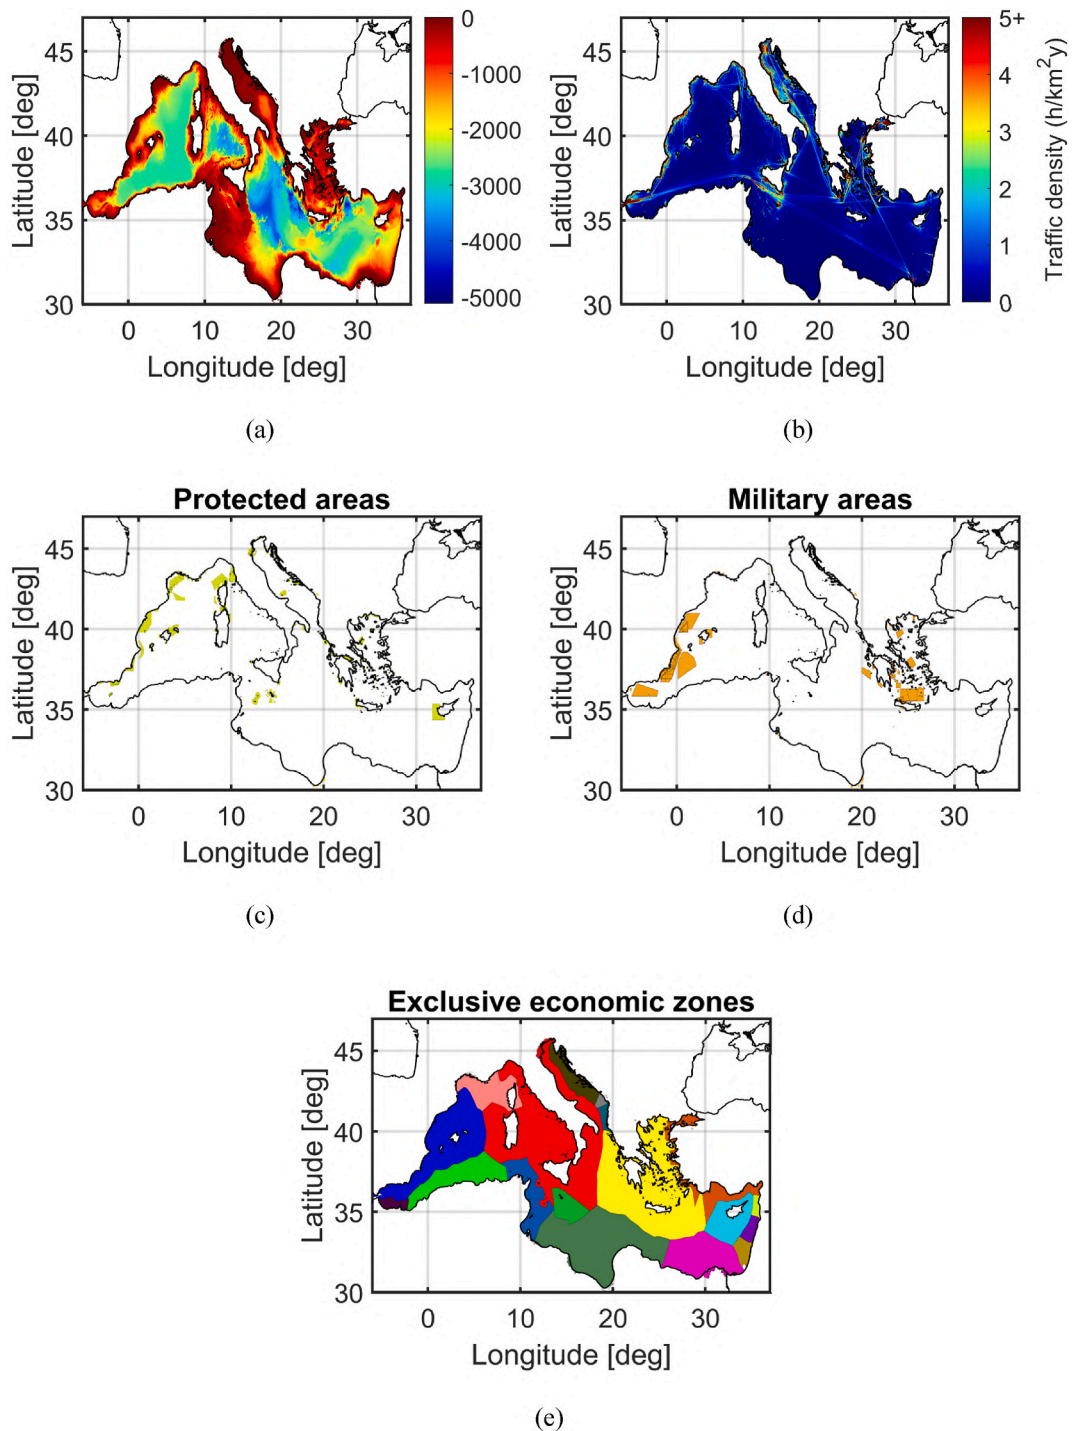 45
40
35
30
0 10 20 30
Latitude [deg]
Longitude [deg]
0
-1000
-2000
-3000
-4000
-5000
(a)
45
40
35
30
0 10 20 30
Latitude [deg]
Longitude [deg]
5+
4
3
2
1
0
Traffic density (h/km²y)
(b)
Protected areas
45
40
35
30
0 10 20 30
Latitude [deg]
Longitude [deg]
(c)
Military areas
45
40
35
30
0 10 20 30
Latitude [deg]
Longitude [deg]
(d)
Exclusive economic zones
45
40
35
30
0 10 20 30
Latitude [deg]
Longitude [deg]
(e)